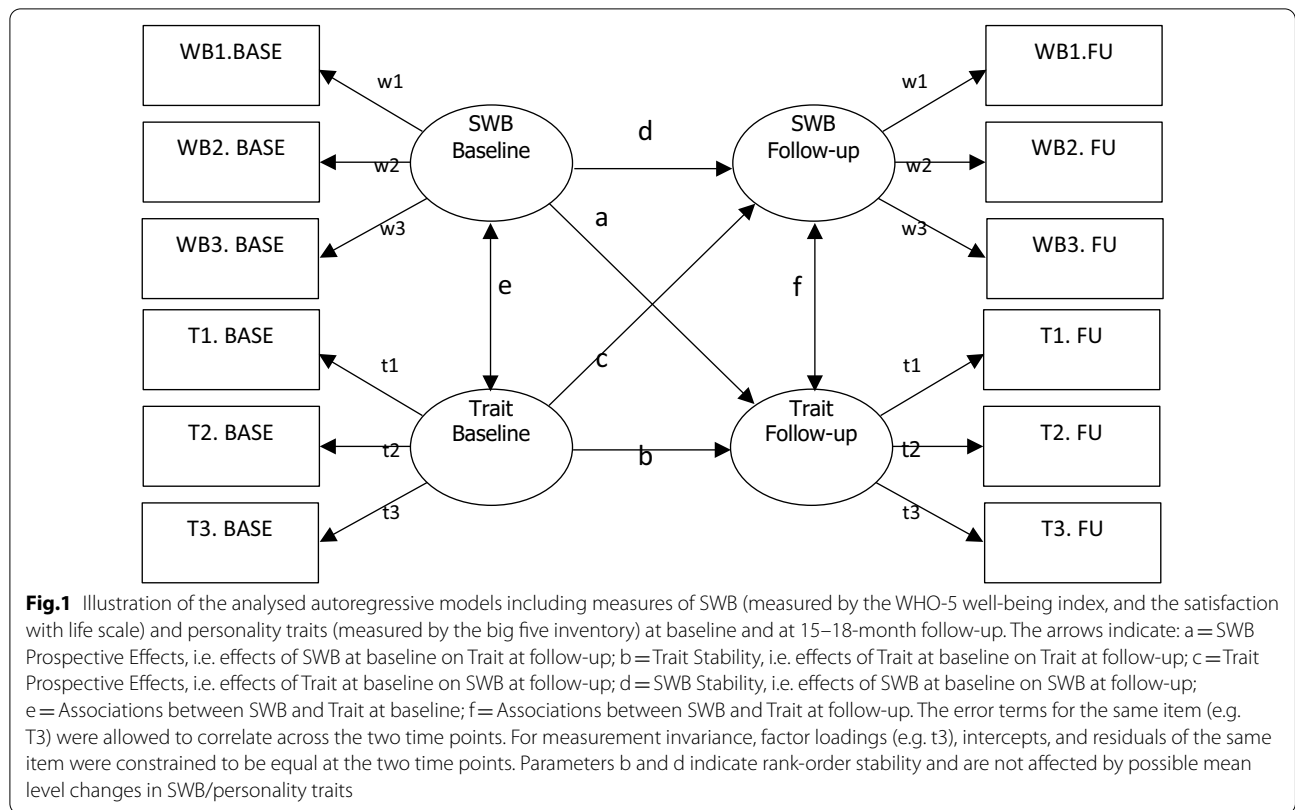 WB1.BASE
w1
w1
WB1.FU
SWB
Baseline
SWB
Follow-up
d
WB2. BASE
w2
w2
WB2. FU
a
WB3. BASE
w3
w3
WB3. FU
e
f
T1. BASE
t1
c
t1
T1. FU
Trait
Baseline
Trait
Follow-up
T2. BASE
t2
b
t2
T2. FU
T3. BASE
t3
t3
T3. FU
Fig.1 Illustration of the analysed autoregressive models including measures of SWB (measured by the WHO-5 well-being index, and the satisfaction
with life scale) and personality traits (measured by the big five inventory) at baseline and at 15–18-month follow-up. The arrows indicate: a = SWB
Prospective Effects, i.e. effects of SWB at baseline on Trait at follow-up; b = Trait Stability, i.e. effects of Trait at baseline on Trait at follow-up; c = Trait
Prospective Effects, i.e. effects of Trait at baseline on SWB at follow-up; d = SWB Stability, i.e. effects of SWB at baseline on SWB at follow-up;
e = Associations between SWB and Trait at baseline; f = Associations between SWB and Trait at follow-up. The error terms for the same item (e.g.
T3) were allowed to correlate across the two time points. For measurement invariance, factor loadings (e.g. t3), intercepts, and residuals of the same
item were constrained to be equal at the two time points. Parameters b and d indicate rank-order stability and are not affected by possible mean
level changes in SWB/personality traits